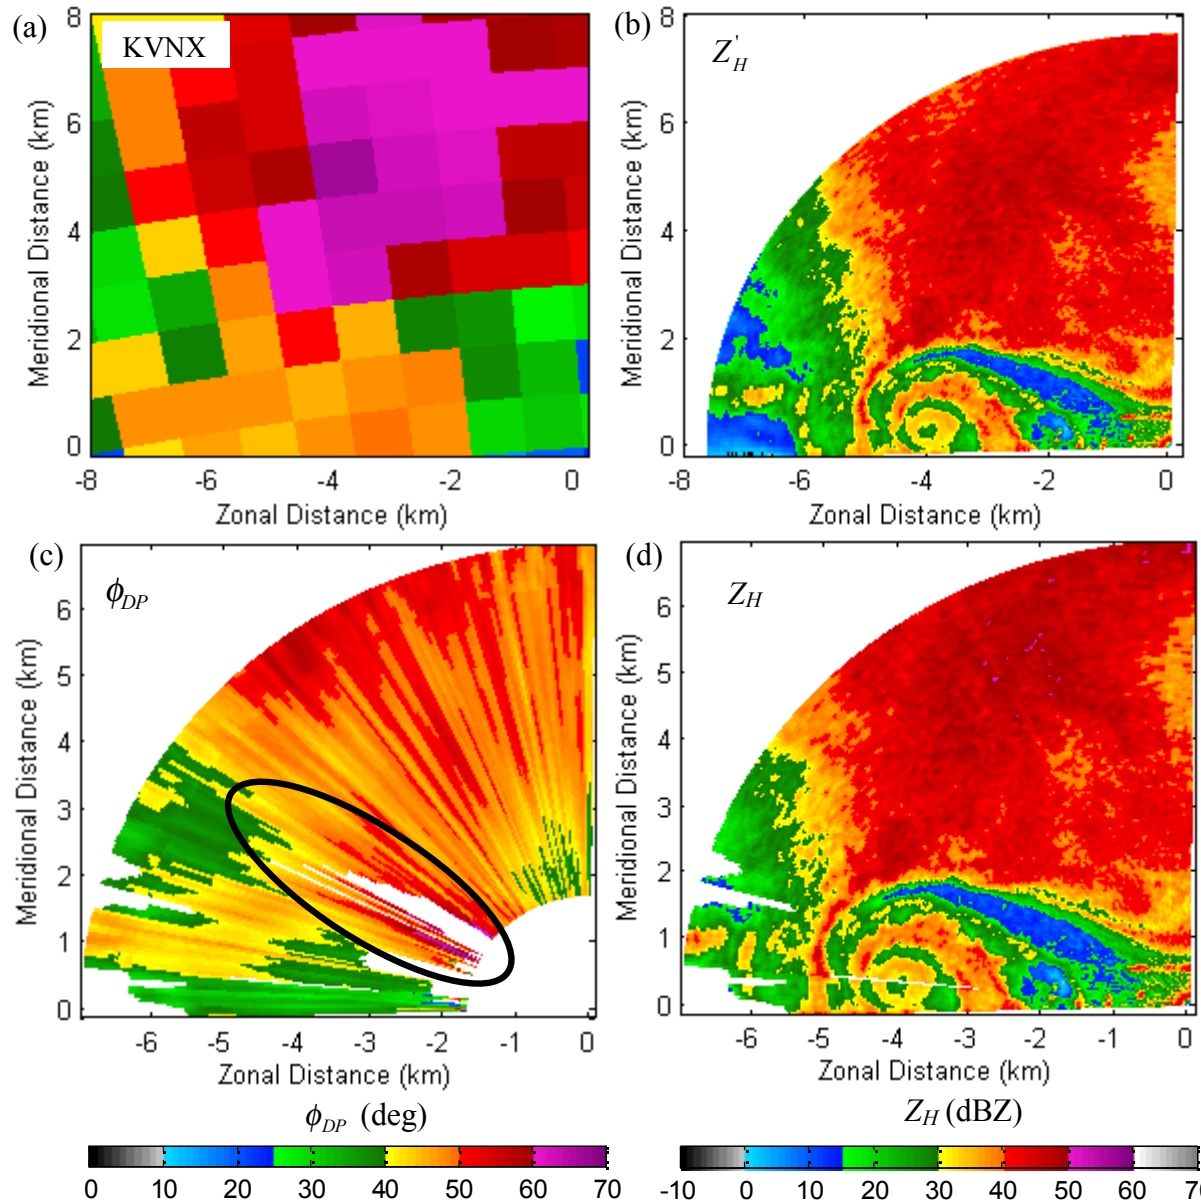 (a)
KVNX
8
6
4
2
0
-8
-6
-4
-2
0
Meridional Distance (km)
Zonal Distance (km)
(b)
Z'H
8
6
4
2
0
-8
-6
-4
-2
0
Meridional Distance (km)
Zonal Distance (km)
(c)
ϕDP
6
5
4
3
2
1
0
-6
-5
-4
-3
-2
-1
0
Meridional Distance (km)
Zonal Distance (km)
(d)
ZH
6
5
4
3
2
1
0
-6
-5
-4
-3
-2
-1
0
Meridional Distance (km)
Zonal Distance (km)
ϕDP (deg)
0 10 20 30 40 50 60 70
ZH (dBZ)
-10 0 10 20 30 40 50 60 70